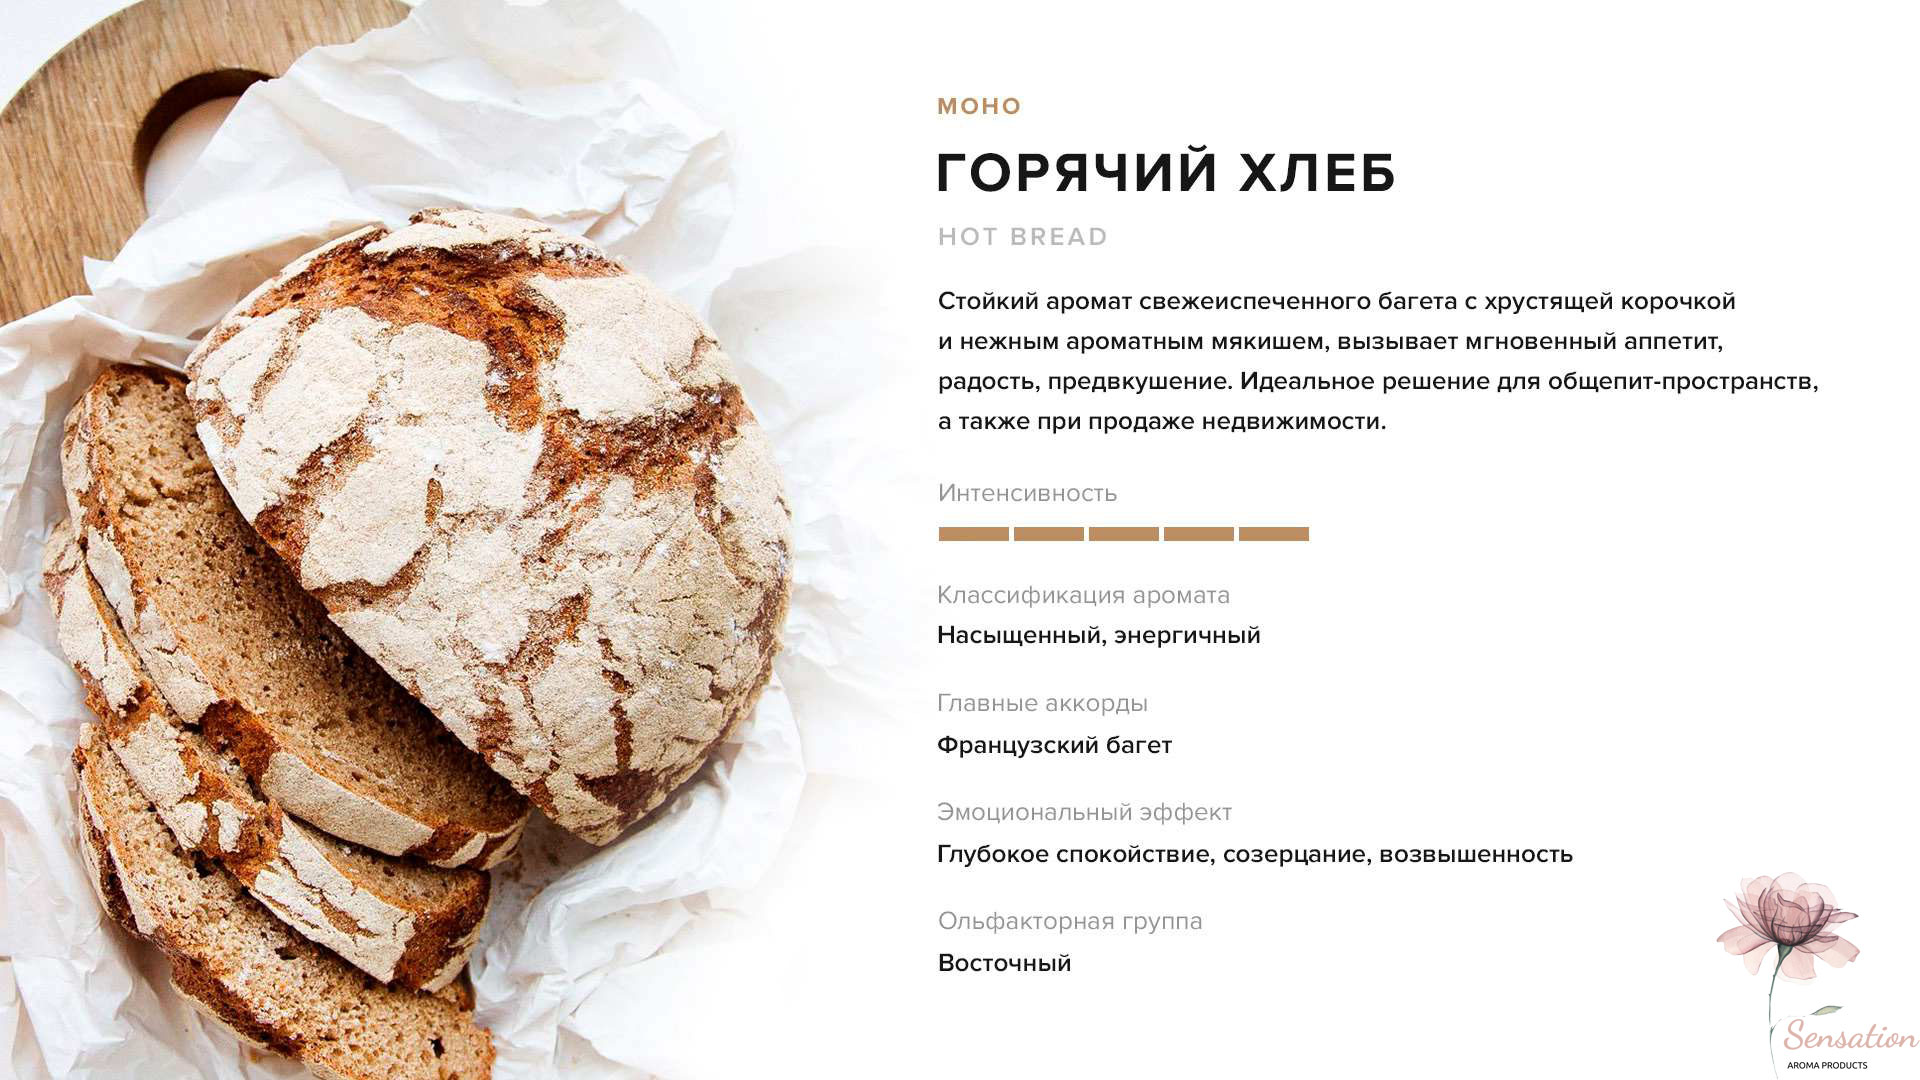 МОНО
ГОРЯЧИЙ ХЛЕБ
HOT BREAD
Стойкий аромат свежеиспеченного багета с хрустящей корочкой
и нежным ароматным мякишем, вызывает мгновенный аппетит,
радость, предвкушение. Идеальное решение для общепит-пространств,
а также при продаже недвижимости.
Интенсивность
Классификация аромата
Насыщенный, энергичный
Главные аккорды
Французский багет
Эмоциональный эффект
Глубокое спокойствие, созерцание, возвышенность
Ольфакторная группа
Восточный
Sensation
AROMA PRODUCTS